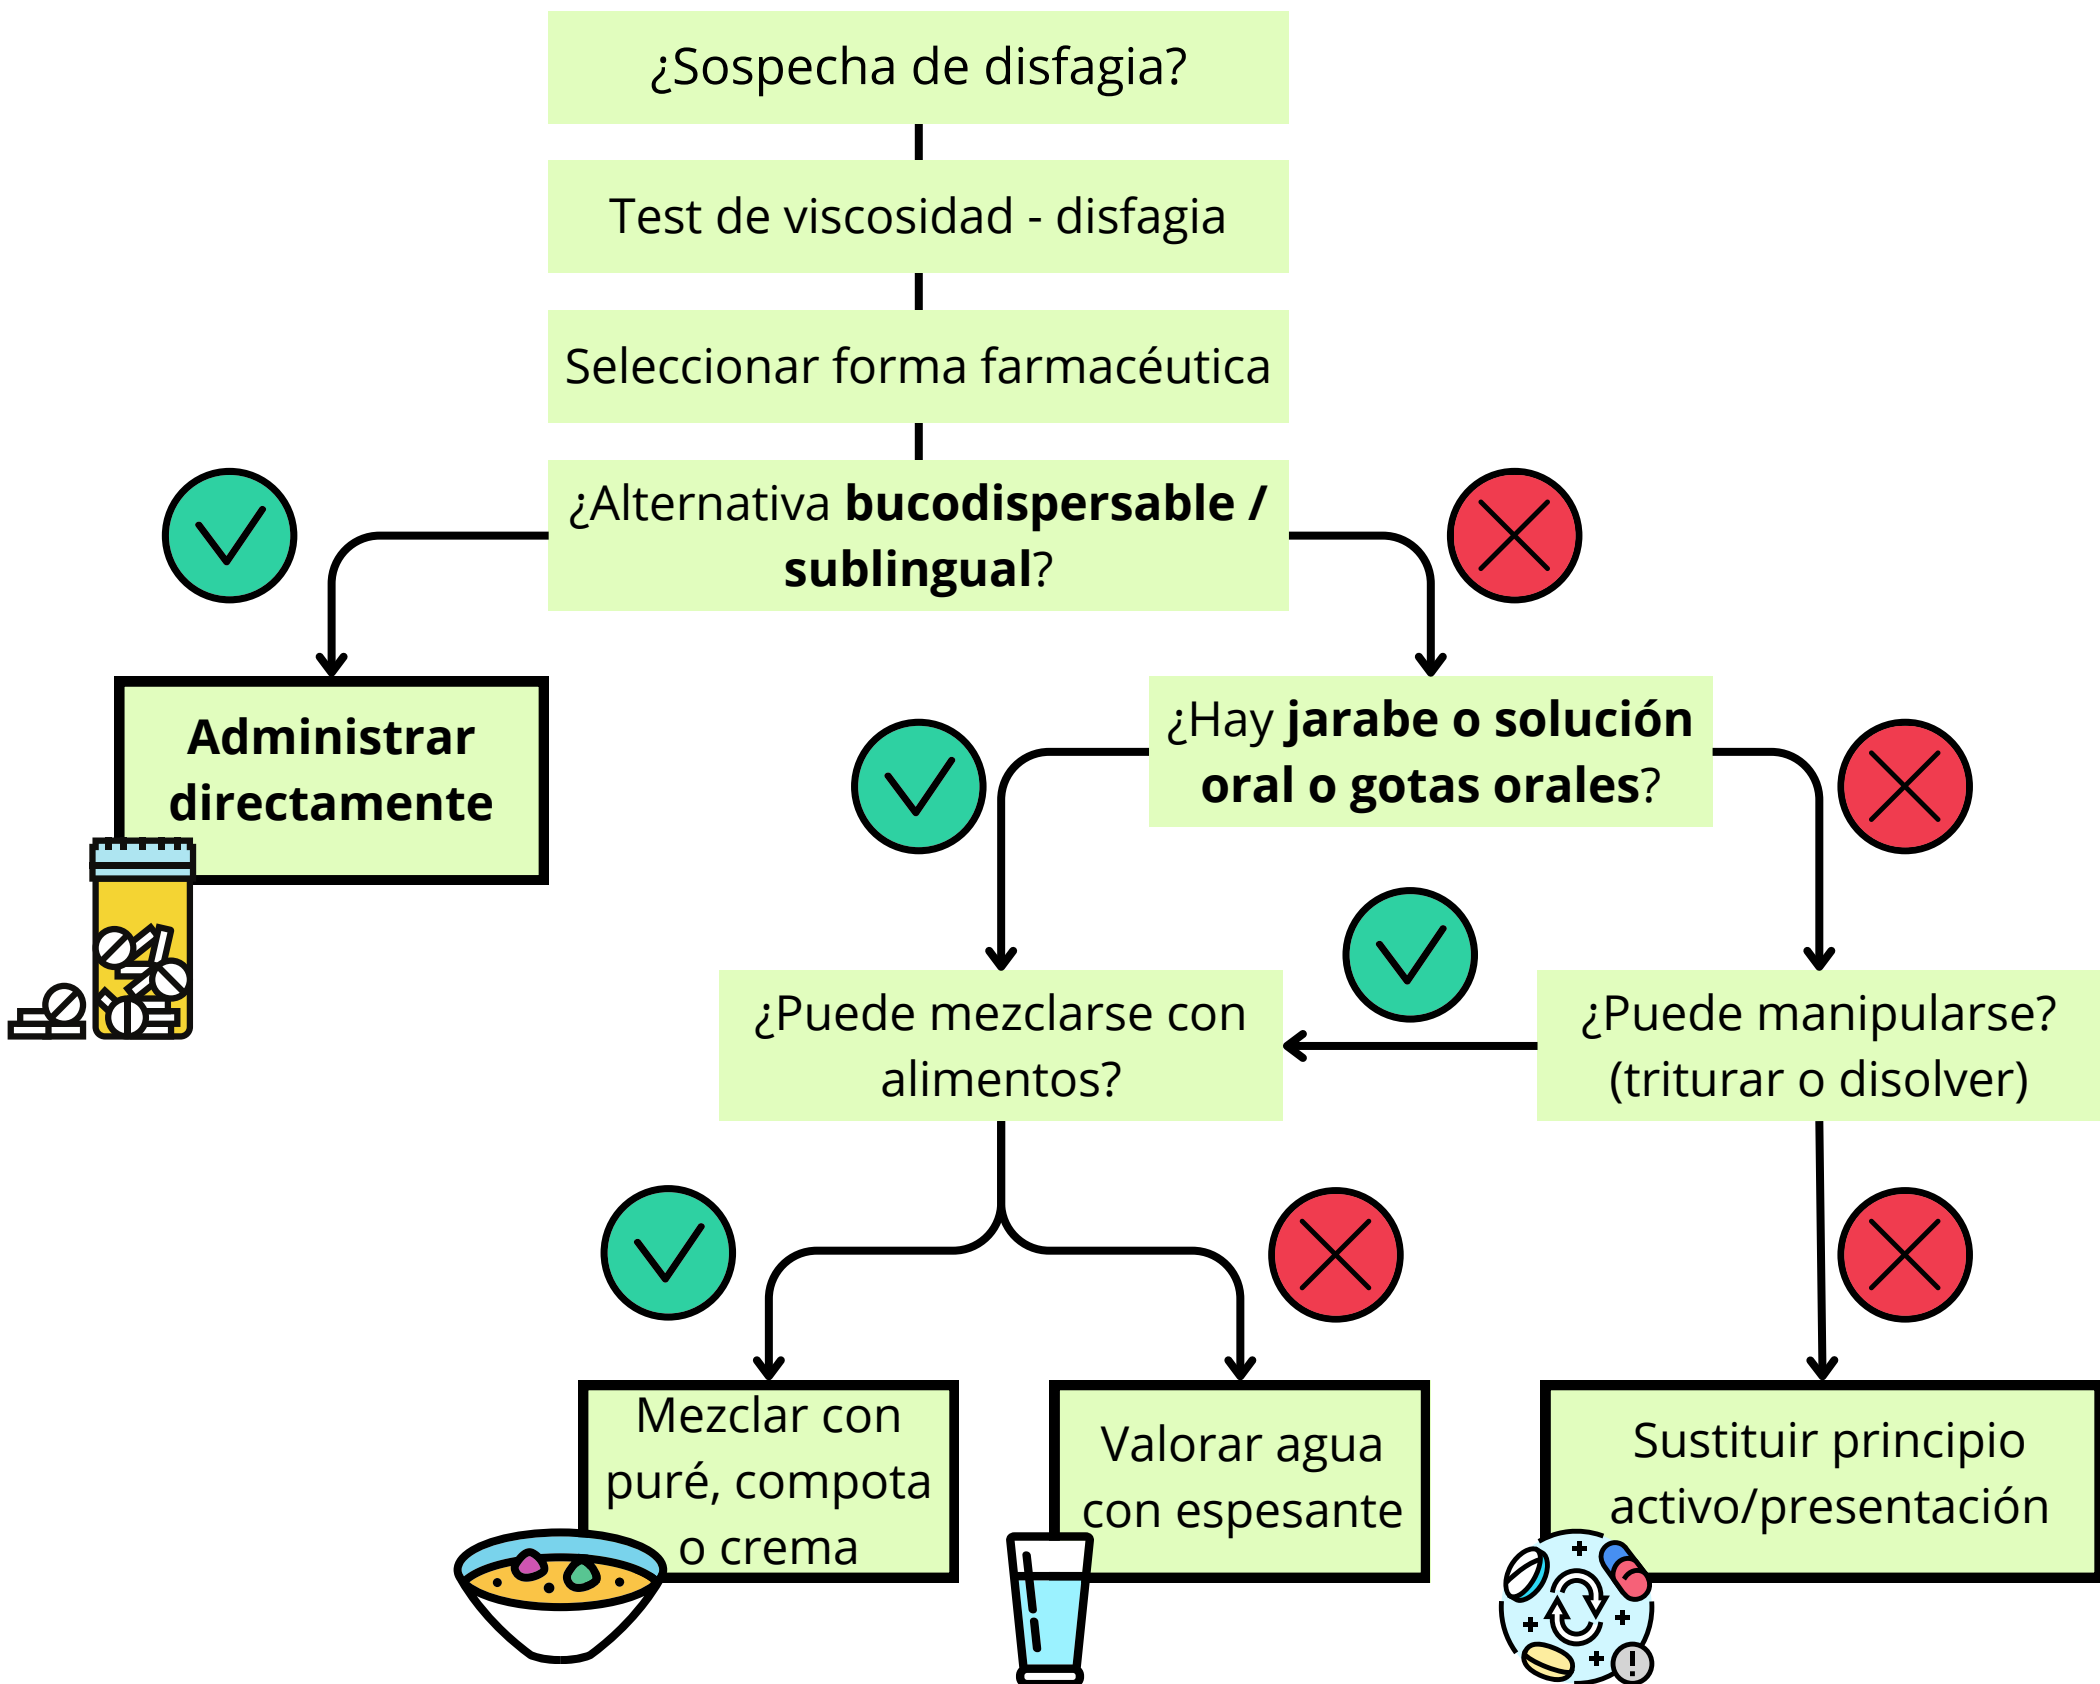 ¿Sospecha de disfagia?
Test de viscosidad - disfagia
Seleccionar forma farmacéutica
¿Alternativa bucodispersable /
sublingual?
Administrar
directamente
¿Hay jarabe o solución
oral o gotas orales?
¿Puede mezclarse con
alimentos?
¿Puede manipularse?
(triturar o disolver)
Mezclar con
puré, compota
o crema
Valorar agua
con espesante
Sustituir principio
activo/presentación